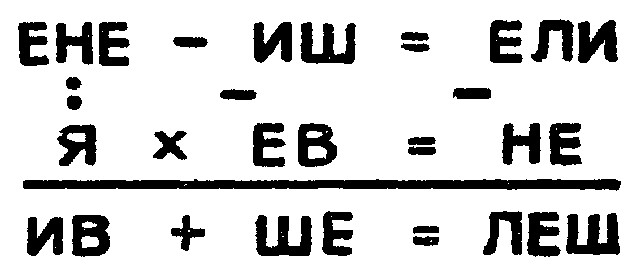 ЕНЕ - ИШ = ЕЛИ
: - -
Я × ЕВ = НЕ
ИВ + ШЕ = ЛЕШ